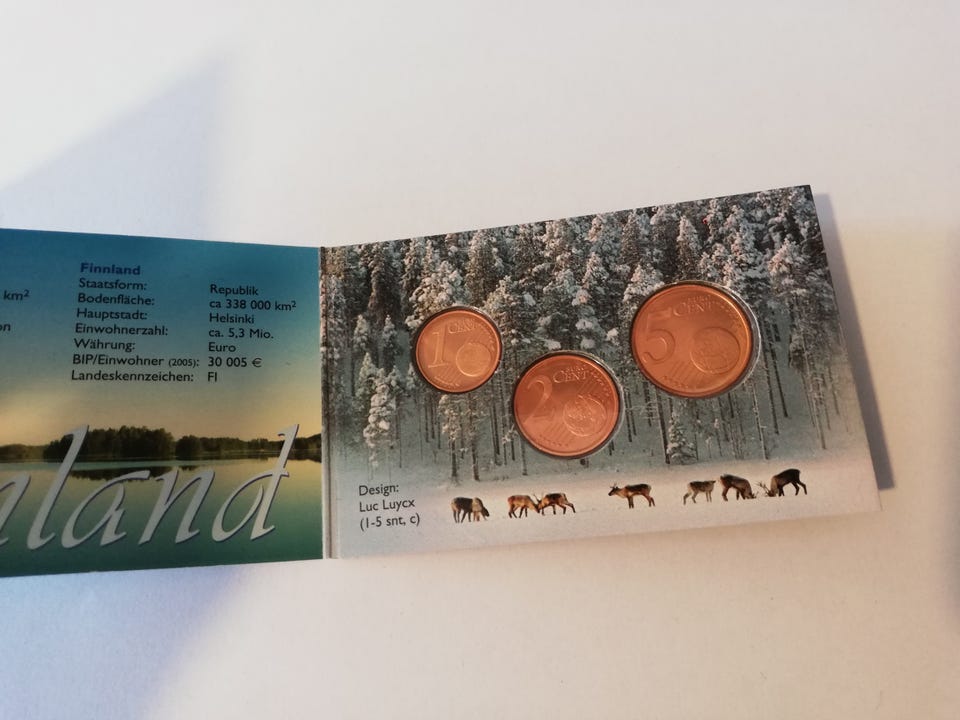 km²
on
Finnland
Staatsform: Republik
Bodenfläche: ca 338 000 km²
Hauptstadt: Helsinki
Einwohnerzahl: ca. 5,3 Mio.
Währung: Euro
BIP/Einwohner (2005): 30 005 €
Landeskennzeichen: FI
nland
1 EURO CENT
2 EURO CENT
5 EURO CENT
Design:
Luc Luycx
(1-5 snt, c)